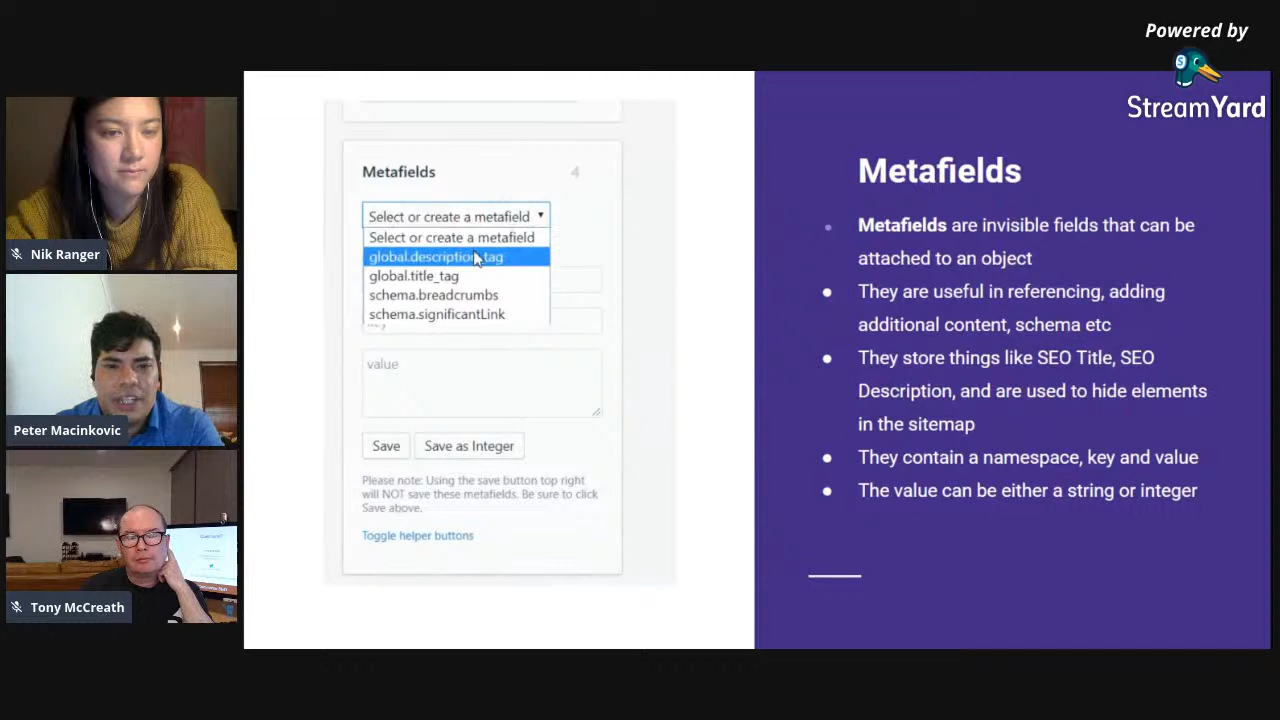 Powered by
StreamYard
Nik Ranger
Peter Macinkovic
Tony McCreath
Metafields
4
Select or create a metafield
Select or create a metafield
global.description_tag
global.title_tag
schema.breadcrumbs
schema.significantLink
value
Save
Save as Integer
Please note: Using the save button top right
will NOT save these metafields. Be sure to click
Save above.
Toggle helper buttons
Metafields
Metafields are invisible fields that can be
attached to an object
They are useful in referencing, adding
additional content, schema etc
They store things like SEO Title, SEO
Description, and are used to hide elements
in the sitemap
They contain a namespace, key and value
The value can be either a string or integer